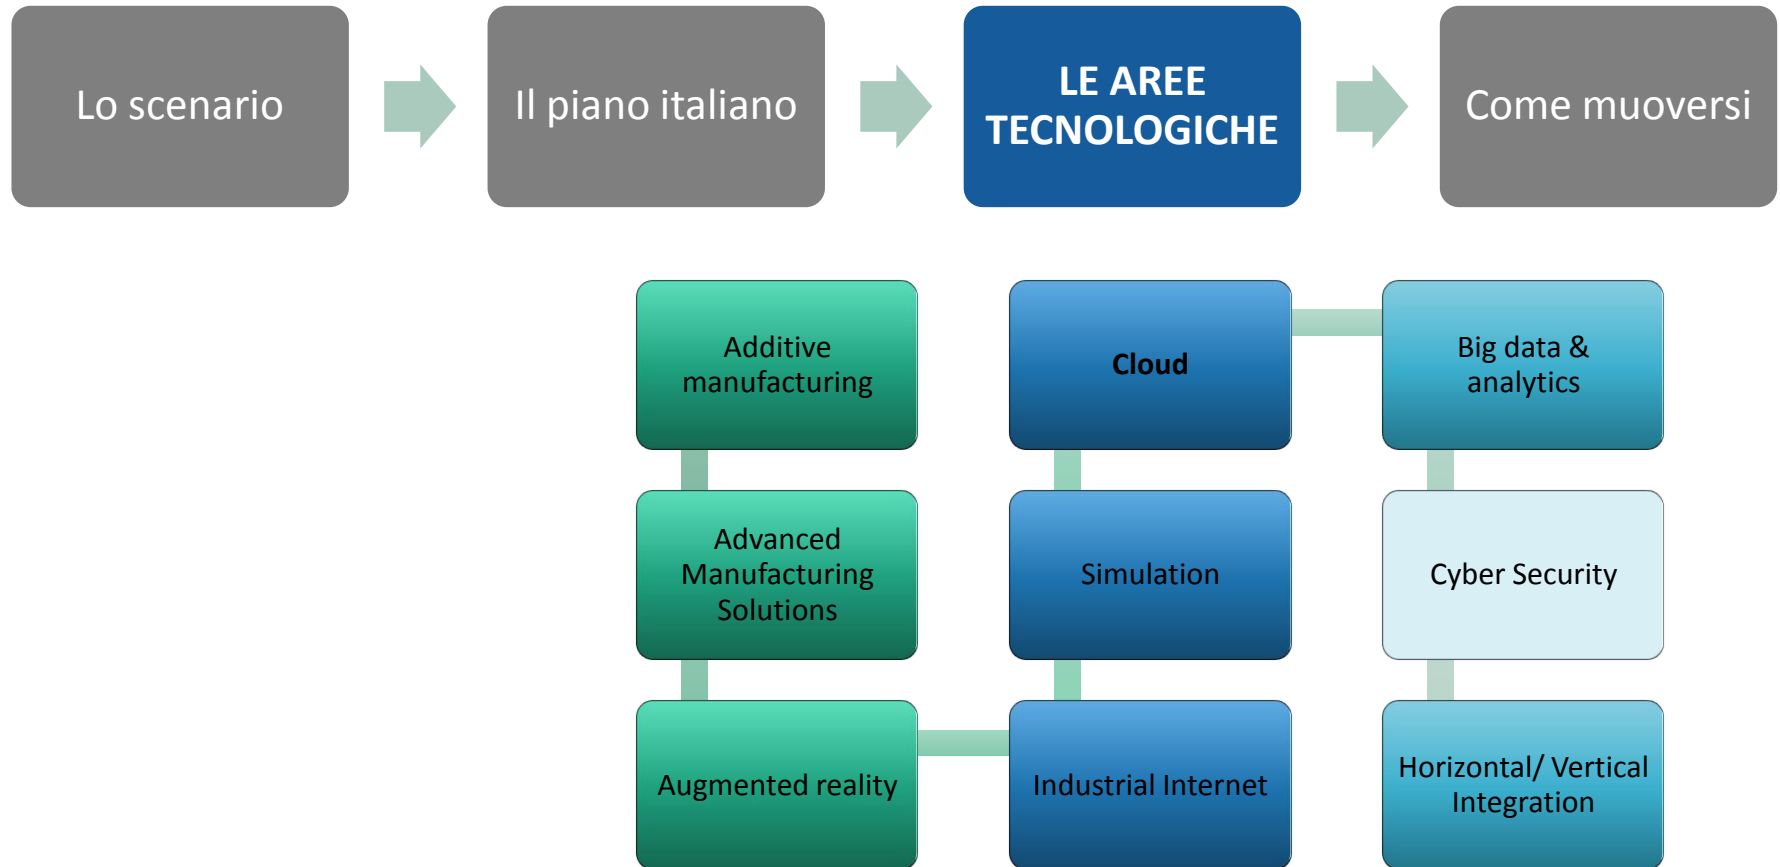 Lo scenario
Il piano italiano
LE AREE
TECNOLOGICHE
Come muoversi
Additive
manufacturing
Cloud
Big data &
analytics
Advanced
Manufacturing
Solutions
Simulation
Cyber Security
Augmented reality
Industrial Internet
Horizontal/ Vertical
Integration